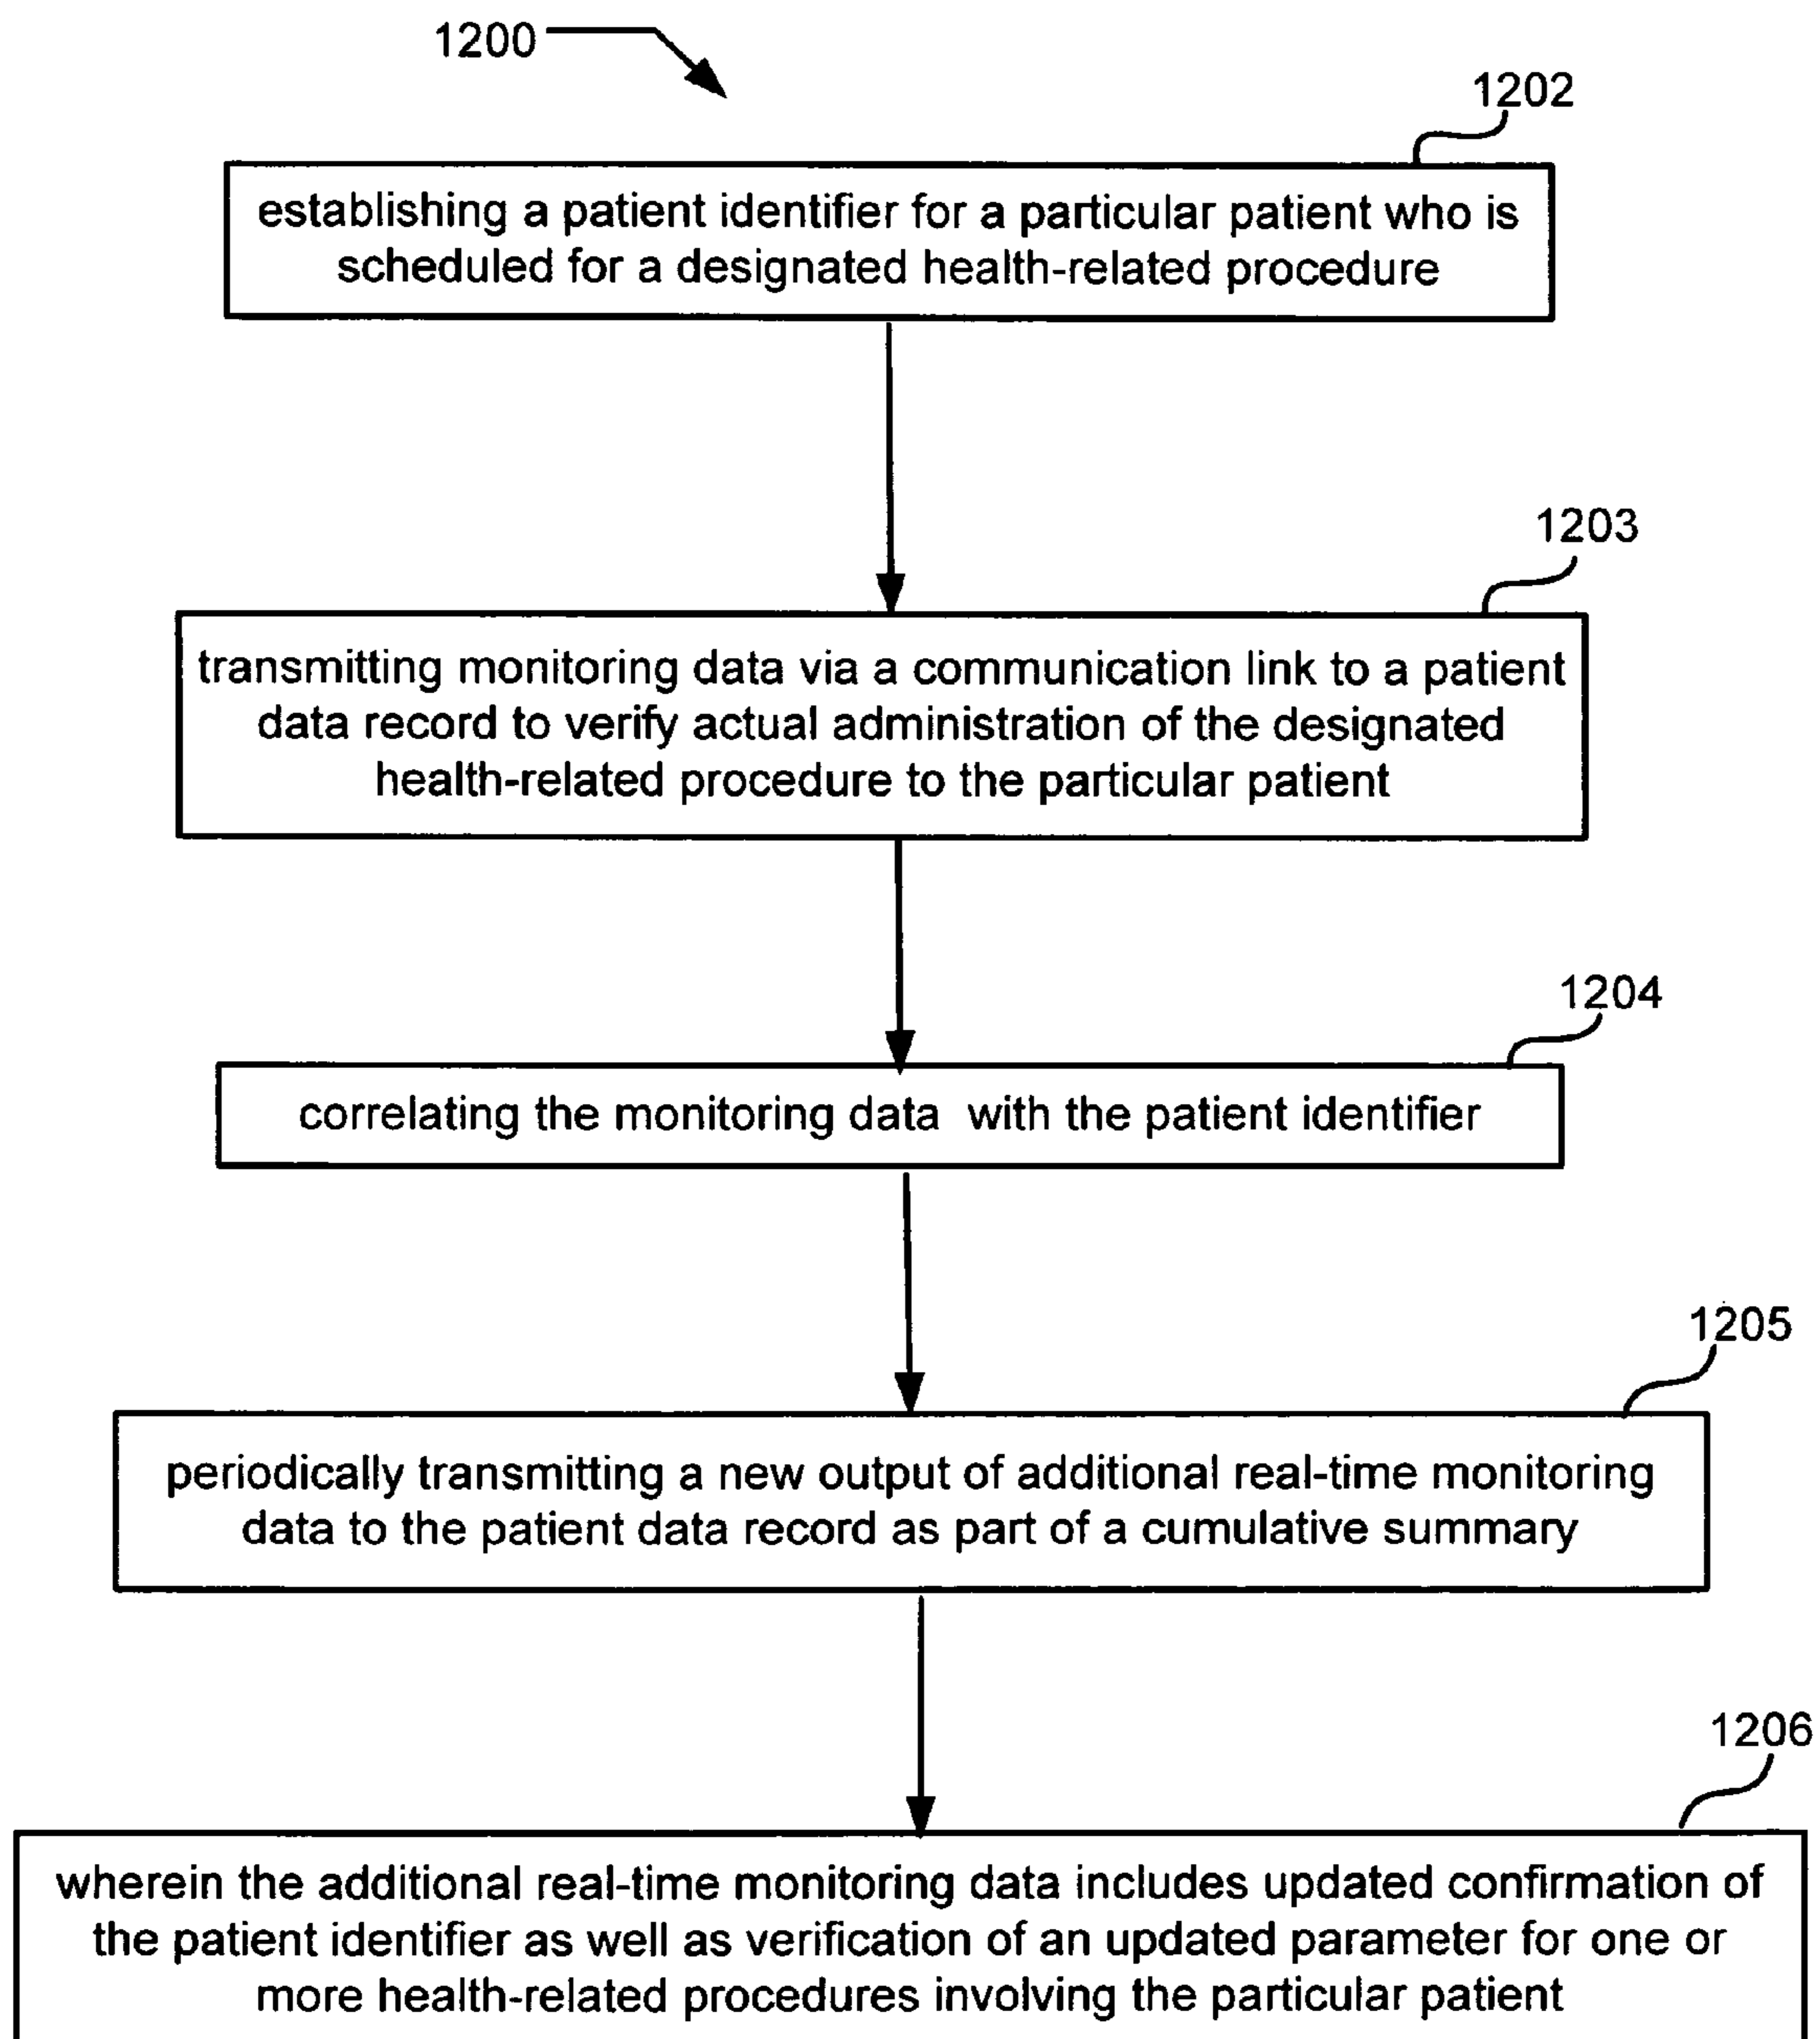 1200
1202
establishing a patient identifier for a particular patient who is
scheduled for a designated health-related procedure
1203
transmitting monitoring data via a communication link to a patient
data record to verify actual administration of the designated
health-related procedure to the particular patient
1204
correlating the monitoring data with the patient identifier
1205
periodically transmitting a new output of additional real-time monitoring
data to the patient data record as part of a cumulative summary
1206
wherein the additional real-time monitoring data includes updated confirmation of
the patient identifier as well as verification of an updated parameter for one or
more health-related procedures involving the particular patient